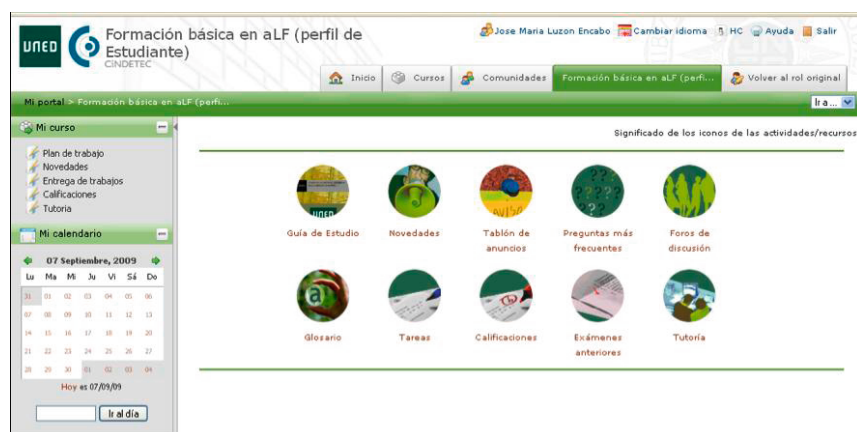 UNED
Formación básica en aLF (perfil de
Estudiante)
CINDETEC
Jose Maria Luzon Encabo Cambiar idioma HC Ayuda Salir
Inicio Cursos Comunidades Formación básica en aLF (perfi... Volver al rol original
Mi portal > Formación básica en aLF (perfi...
Ir a ...
Mi curso
Significado de los iconos de las actividades/recursos
Plan de trabajo
Novedades
Entrega de trabajos
Calificaciones
Tutoria
Mi calendario
07 Septiembre, 2009
Lu Ma Mi Ju Vi Sá Do
31 01 02 03 04 05 06
07 08 09 10 11 12 13
14 15 16 17 18 19 20
21 22 23 24 25 26 27
28 29 30 01 02 03 04
Hoy es 07/09/09
Ir al día
UNED
AVISO
Guía de Estudio Novedades Tablón de Preguntas más Foros de
anuncios frecuentes discusión
Glosario Tareas Calificaciones Exámenes Tutoría
anteriores